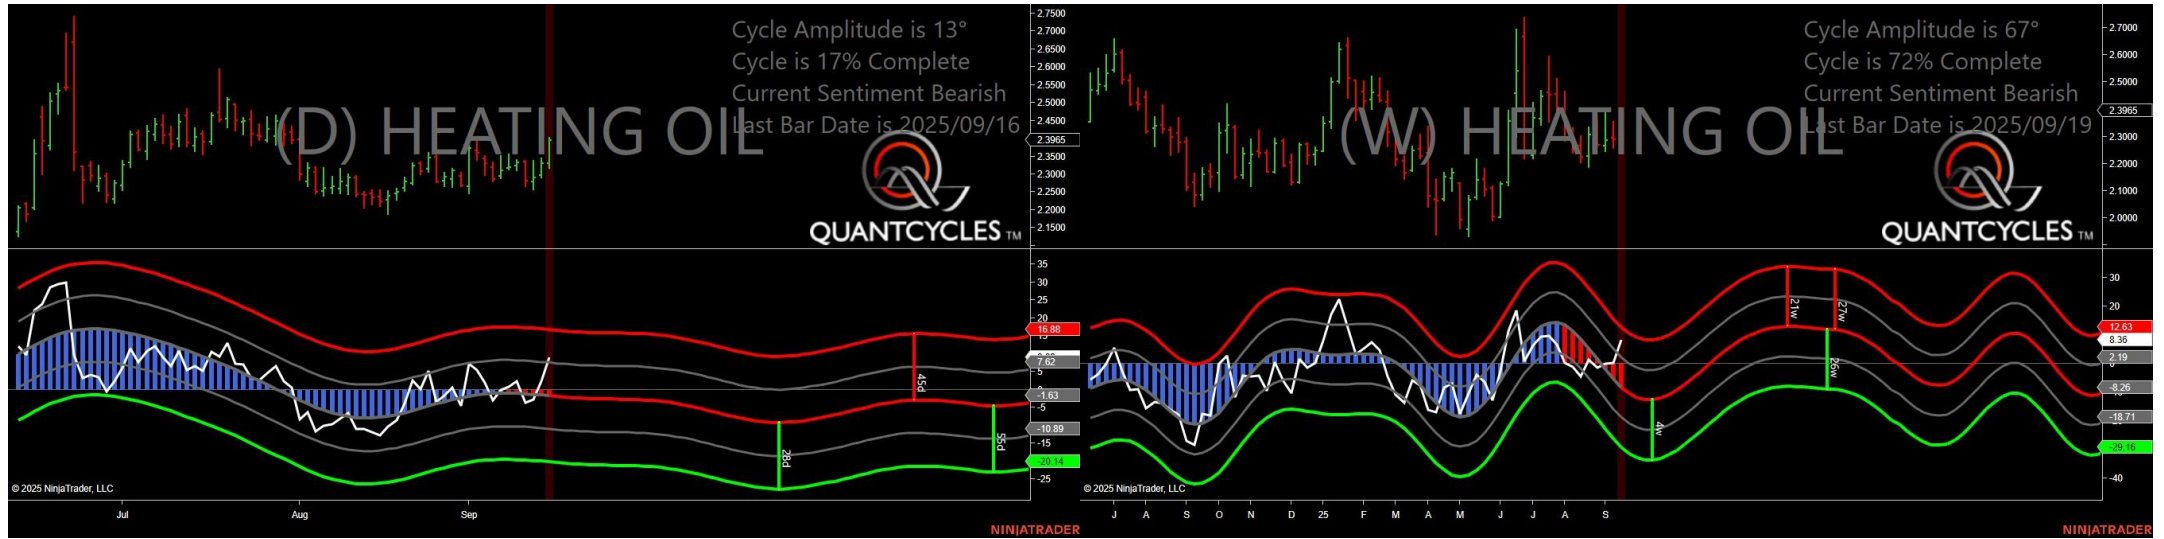 Cycle Amplitude is 13°
Cycle is 17% Complete
Current Sentiment Bearish
Last Bar Date is 2025/09/16
(D) HEATING OIL
QUANTCYCLES TM
2.7500
2.7000
2.6500
2.6000
2.5500
2.5000
2.4500
2.3965
2.3500
2.3000
2.2500
2.2000
2.1500
35
30
25
20
16.88
7.62
5
-1.63
-5
-10.89
-15
-20.14
-25
45d
28d
55d
© 2025 NinjaTrader, LLC
Jul Aug Sep
NINJATRADER
Cycle Amplitude is 67°
Cycle is 72% Complete
Current Sentiment Bearish
Last Bar Date is 2025/09/19
(W) HEATING OIL
QUANTCYCLES TM
2.7000
2.6000
2.5000
2.3965
2.3000
2.2000
2.1000
2.0000
30
20
12.63
8.36
2.19
-8.26
-18.71
-29.16
-40
21w
27w
26w
4w
© 2025 NinjaTrader, LLC
J A S O N D 25 F M A M J J A S
NINJATRADER